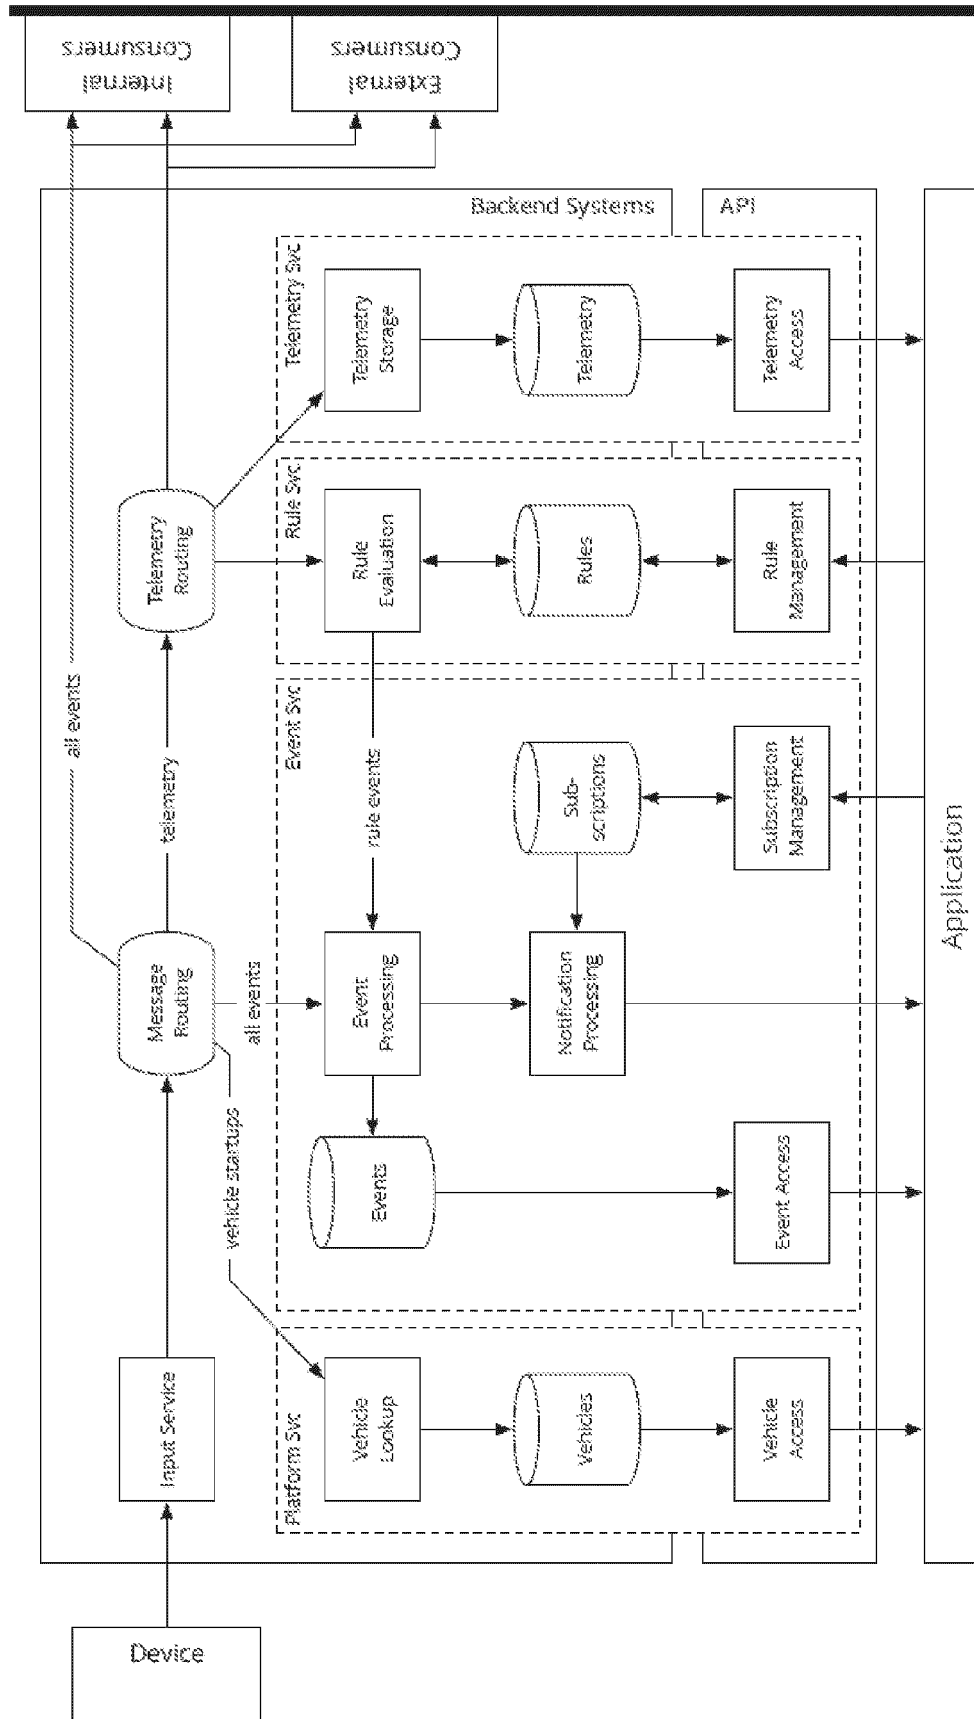 Internal
Consumers
External
Consumers
Backend Systems
API
all events
telemetry
Telemetry
Routing
Telemetry Svc
Telemetry
Storage
Telemetry
Telemetry
Access
Rule Svc
Rule
Evaluation
Rules
Rule
Management
Event Svc
rule events
Sub-
scriptions
Subscription
Management
Message
Routing
all events
Event
Processing
Notification
Processing
Events
Event Access
vehicle startups
Input Service
Platform Svc
Vehicle
Lookup
Vehicles
Vehicle
Access
Application
Device